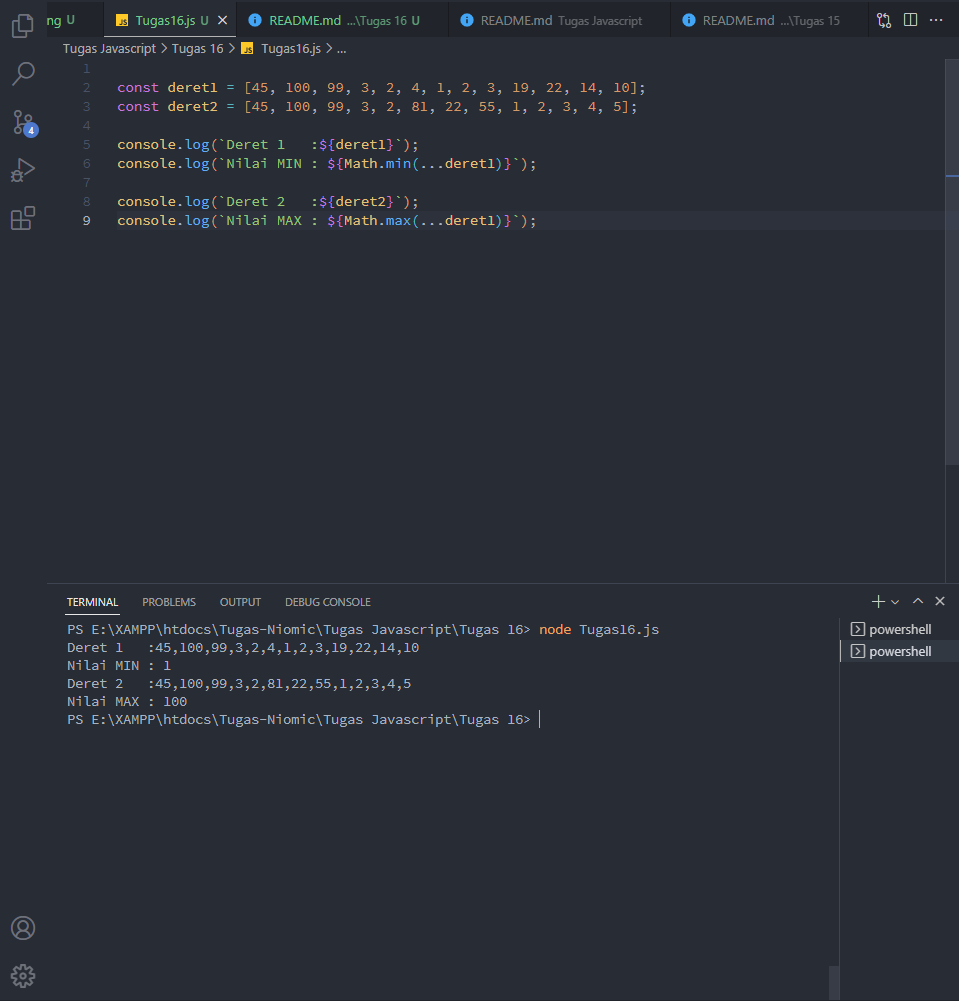 ng U Tugas16.js U README.md ...\Tugas 16 U README.md Tugas Javascript README.md ...\Tugas 15
Tugas Javascript > Tugas 16 > JS Tugas16.js > ...
1
2 const deret1 = [45, 100, 99, 3, 2, 4, 1, 2, 3, 19, 22, 14, 10];
3 const deret2 = [45, 100, 99, 3, 2, 81, 22, 55, 1, 2, 3, 4, 5];
4
5 console.log(`Deret 1   :${deret1}`);
6 console.log(`Nilai MIN : ${Math.min(...deret1)}`);
7
8 console.log(`Deret 2   :${deret2}`);
9 console.log(`Nilai MAX : ${Math.max(...deret1)}`);
4
TERMINAL PROBLEMS OUTPUT DEBUG CONSOLE
PS E:\XAMPP\htdocs\Tugas-Niomic\Tugas Javascript\Tugas 16> node Tugas16.js
Deret 1   :45,100,99,3,2,4,1,2,3,19,22,14,10
Nilai MIN : 1
Deret 2   :45,100,99,3,2,81,22,55,1,2,3,4,5
Nilai MAX : 100
PS E:\XAMPP\htdocs\Tugas-Niomic\Tugas Javascript\Tugas 16>
powershell
powershell